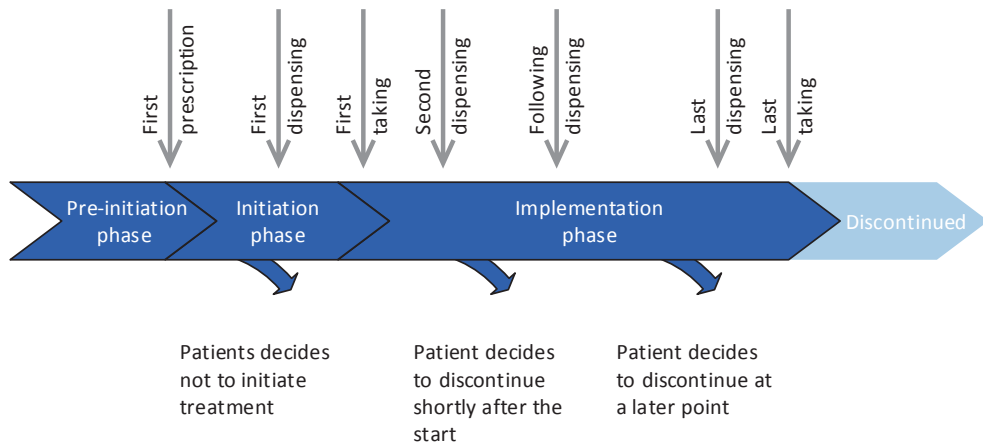 First
prescription
First
dispensing
First
taking
Second
dispensing
Following
dispensing
Last
dispensing
Last
taking
Pre-initiation
phase
Initiation
phase
Implementation
phase
Discontinued
Patients decides
not to initiate
treatment
Patient decides
to discontinue
shortly after the
start
Patient decides
to discontinue at
a later point